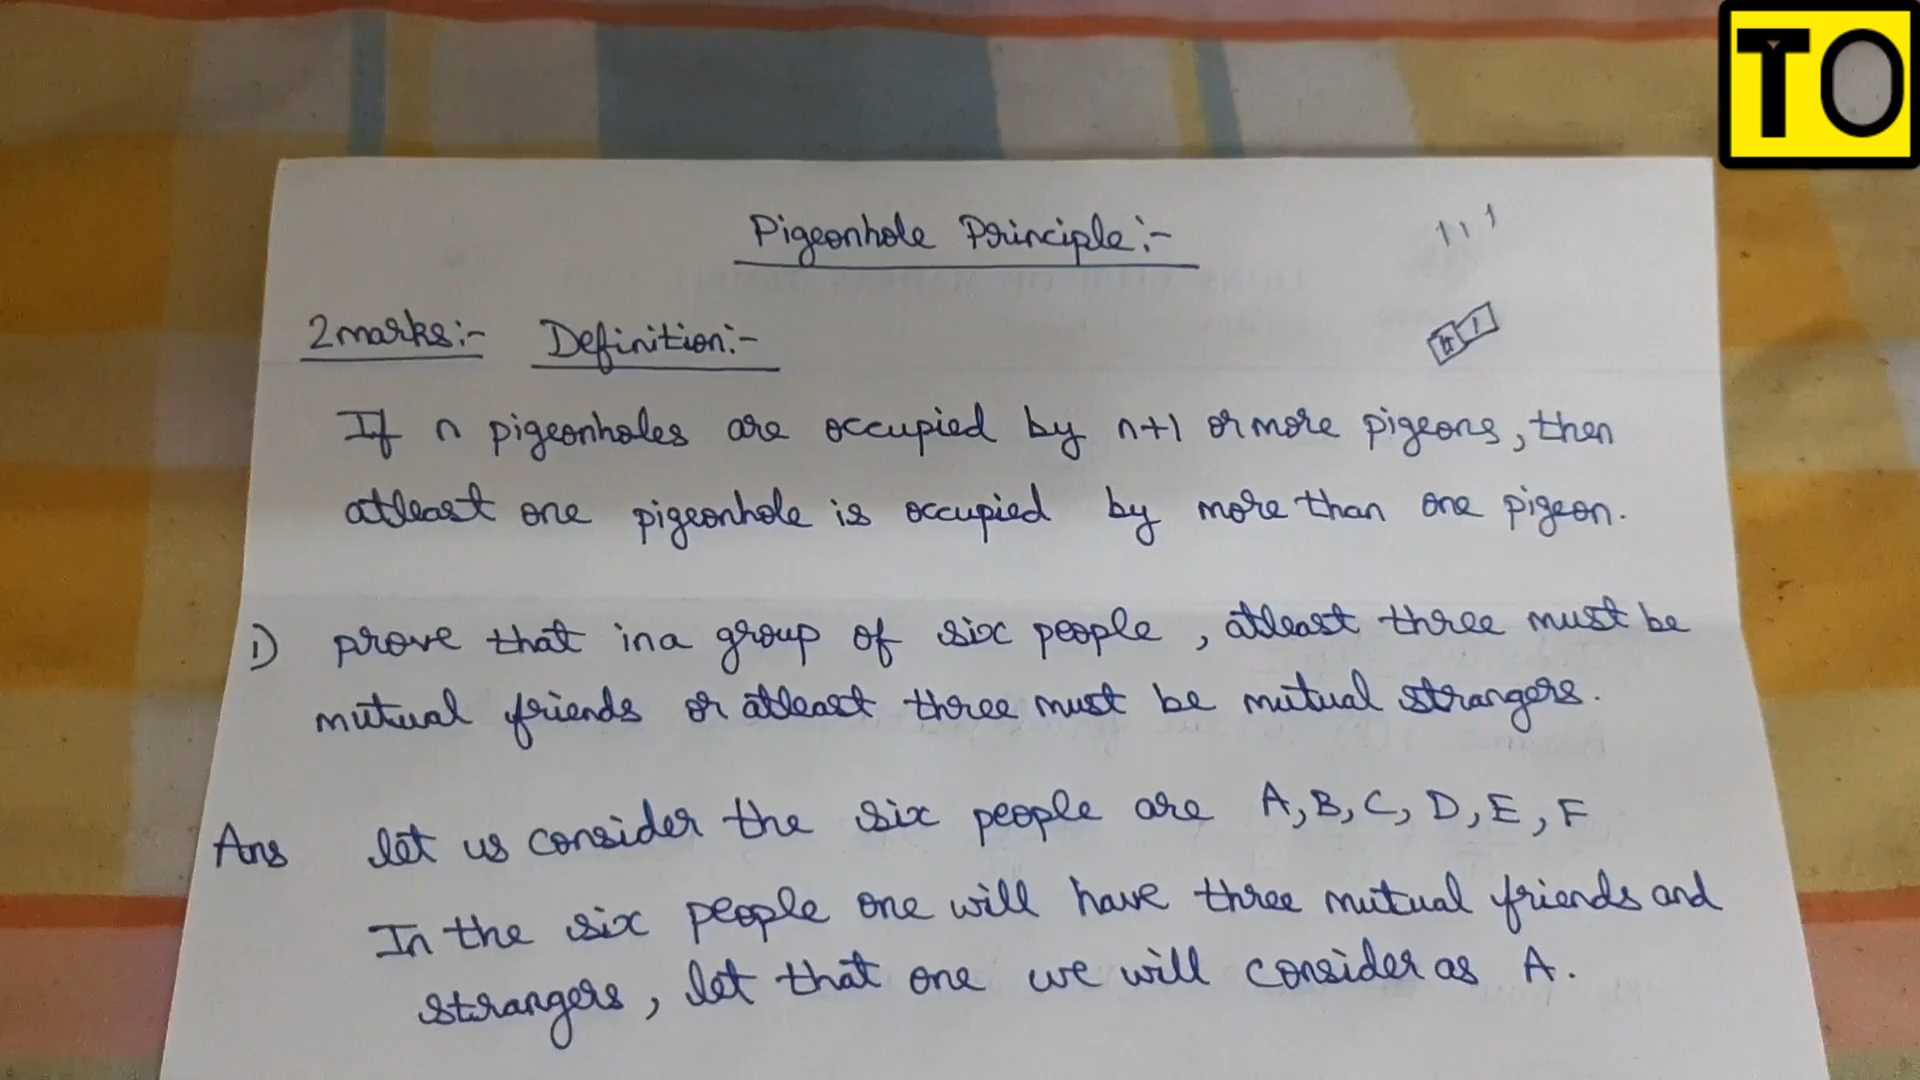 TO
Pigeonhole Principle:-
2marks:- Definition:-
If n pigeonholes are occupied by n+1 or more pigeons, then
atleast one pigeonhole is occupied by more than one pigeon.
1) prove that in a group of six people, atleast three must be
mutual friends or atleast three must be mutual strangers.
Ans let us consider the six people are A, B, C, D, E, F
In the six people one will have three mutual friends and
strangers, let that one we will consider as A.